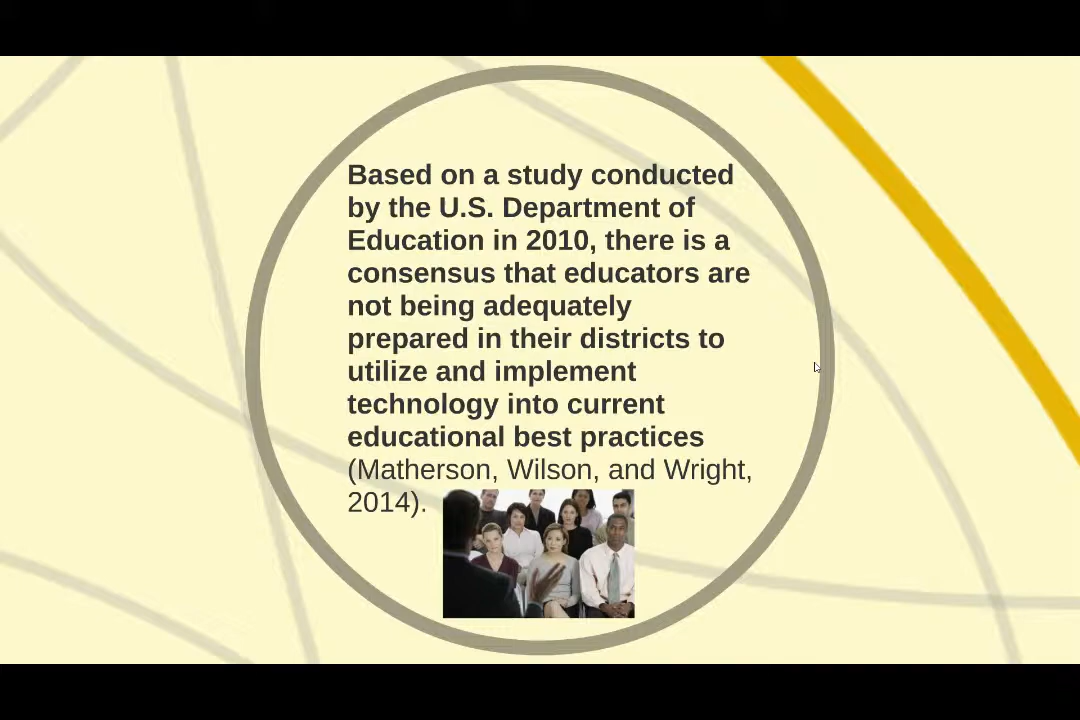 Based on a study conducted
by the U.S. Department of
Education in 2010, there is a
consensus that educators are
not being adequately
prepared in their districts to
utilize and implement
technology into current
educational best practices
(Matherson, Wilson, and Wright,
2014).